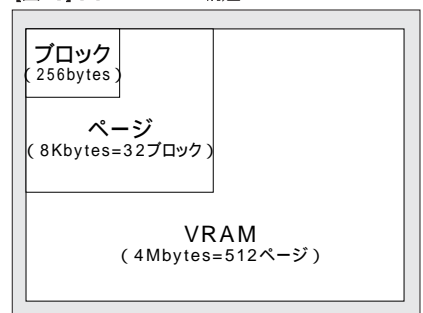 ブロック
(256bytes)
ページ
(8Kbytes=32ブロック)
VRAM
(4Mbytes=512ページ)